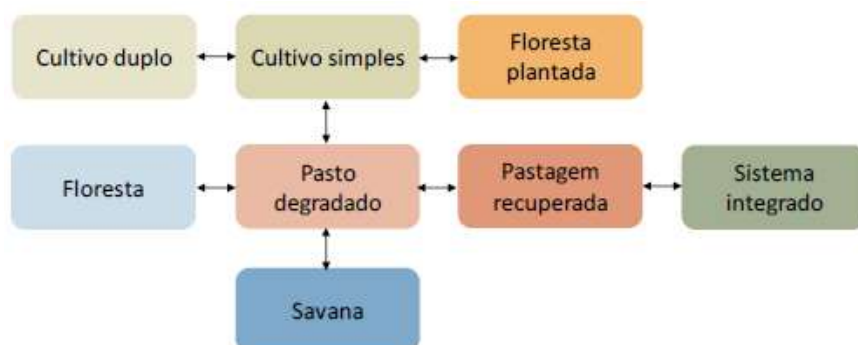 Cultivo duplo
Cultivo simples
Floresta
plantada
Floresta
Pasto
degradado
Pastagem
recuperada
Sistema
integrado
Savana